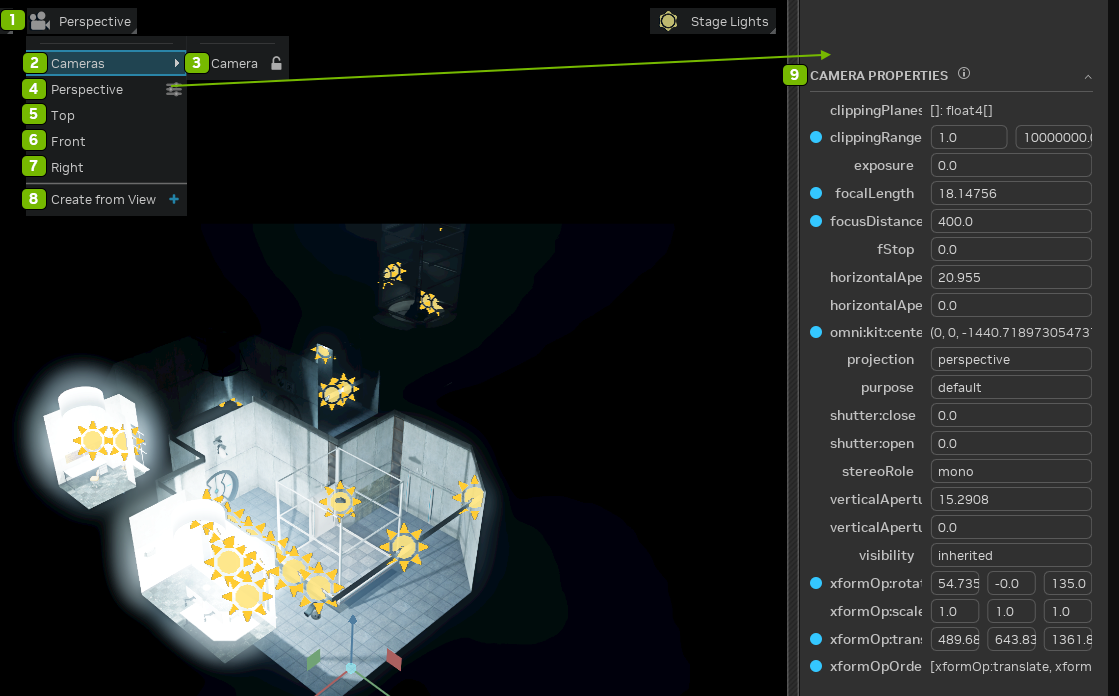 1 Perspective
Stage Lights
2 Cameras
3 Camera
4 Perspective
5 Top
6 Front
7 Right
8 Create from View +
9 CAMERA PROPERTIES
clippingPlanes []: float4[]
clippingRange 1.0 10000000.
exposure 0.0
focalLength 18.14756
focusDistance 400.0
fStop 0.0
horizontalApe 20.955
horizontalApe 0.0
omni:kit:cente (0, 0, -1440.71897305473
projection perspective
purpose default
shutter:close 0.0
shutter:open 0.0
stereoRole mono
verticalApertu 15.2908
verticalApertu 0.0
visibility inherited
xformOp:rota 54.735 -0.0 135.0
xformOp:scale 1.0 1.0 1.0
xformOp:trans 489.68 643.83 1361.8
xformOpOrde [xformOp:translate, xform